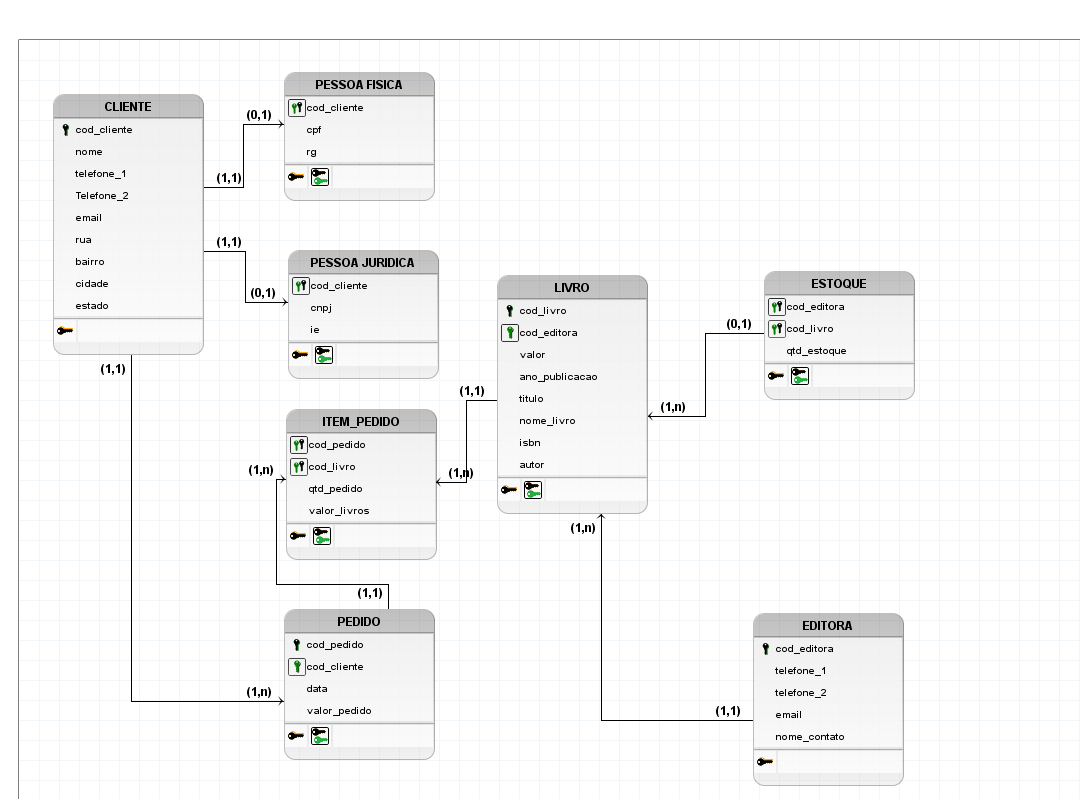 CLIENTE
cod_cliente
nome
telefone_1
Telefone_2
email
rua
bairro
cidade
estado
(1,1)
(0,1)
PESSOA FISICA
cod_cliente
cpf
rg
(1,1)
(0,1)
PESSOA JURIDICA
cod_cliente
cnpj
ie
(1,1)
(1,n)
ITEM_PEDIDO
cod_pedido
cod_livro
qtd_pedido
valor_livros
(1,n)
(1,1)
PEDIDO
cod_pedido
cod_cliente
data
valor_pedido
(1,1)
(1,n)
LIVRO
cod_livro
cod_editora
valor
ano_publicacao
titulo
nome_livro
isbn
autor
(0,1)
(1,n)
ESTOQUE
cod_editora
cod_livro
qtd_estoque
(1,n)
(1,1)
EDITORA
cod_editora
telefone_1
telefone_2
email
nome_contato